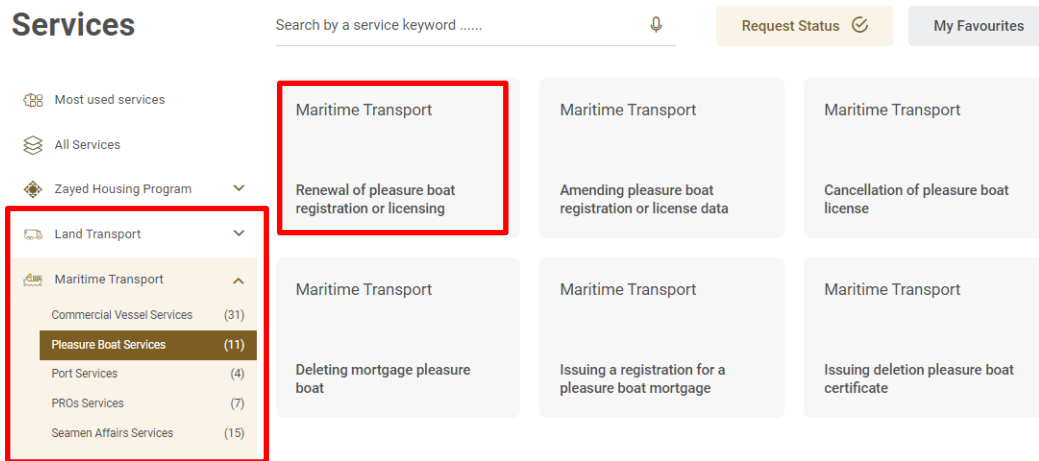 Services
Search by a service keyword ......
Request Status
My Favourites
Most used services
All Services
Zayed Housing Program
Land Transport
Maritime Transport
Commercial Vessel Services (31)
Pleasure Boat Services (11)
Port Services (4)
PROs Services (7)
Seamen Affairs Services (15)
Maritime Transport
Renewal of pleasure boat
registration or licensing
Maritime Transport
Amending pleasure boat
registration or license data
Maritime Transport
Cancellation of pleasure boat
license
Maritime Transport
Deleting mortgage pleasure
boat
Maritime Transport
Issuing a registration for a
pleasure boat mortgage
Maritime Transport
Issuing deletion pleasure boat
certificate